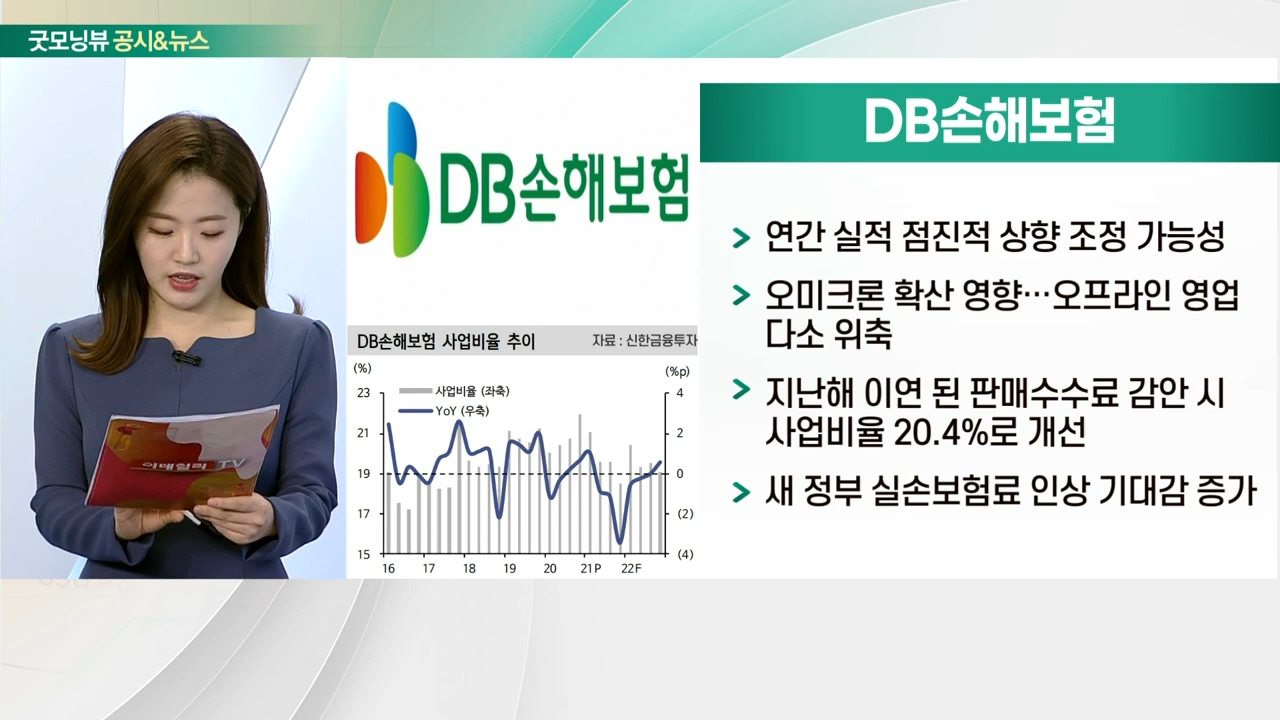 굿모닝뷰 공시&뉴스
DB손해보험
DB손해보험 사업비율 추이
자료 : 신한금융투자
(%)
(%p)
사업비율 (좌축)
YoY (우축)
23
21
19
17
15
4
2
0
(2)
(4)
16 17 18 19 20 21P 22F
이데일리 TV
DB손해보험
연간 실적 점진적 상향 조정 가능성
오미크론 확산 영향…오프라인 영업
다소 위축
지난해 이연 된 판매수수료 감안 시
사업비율 20.4%로 개선
새 정부 실손보험료 인상 기대감 증가